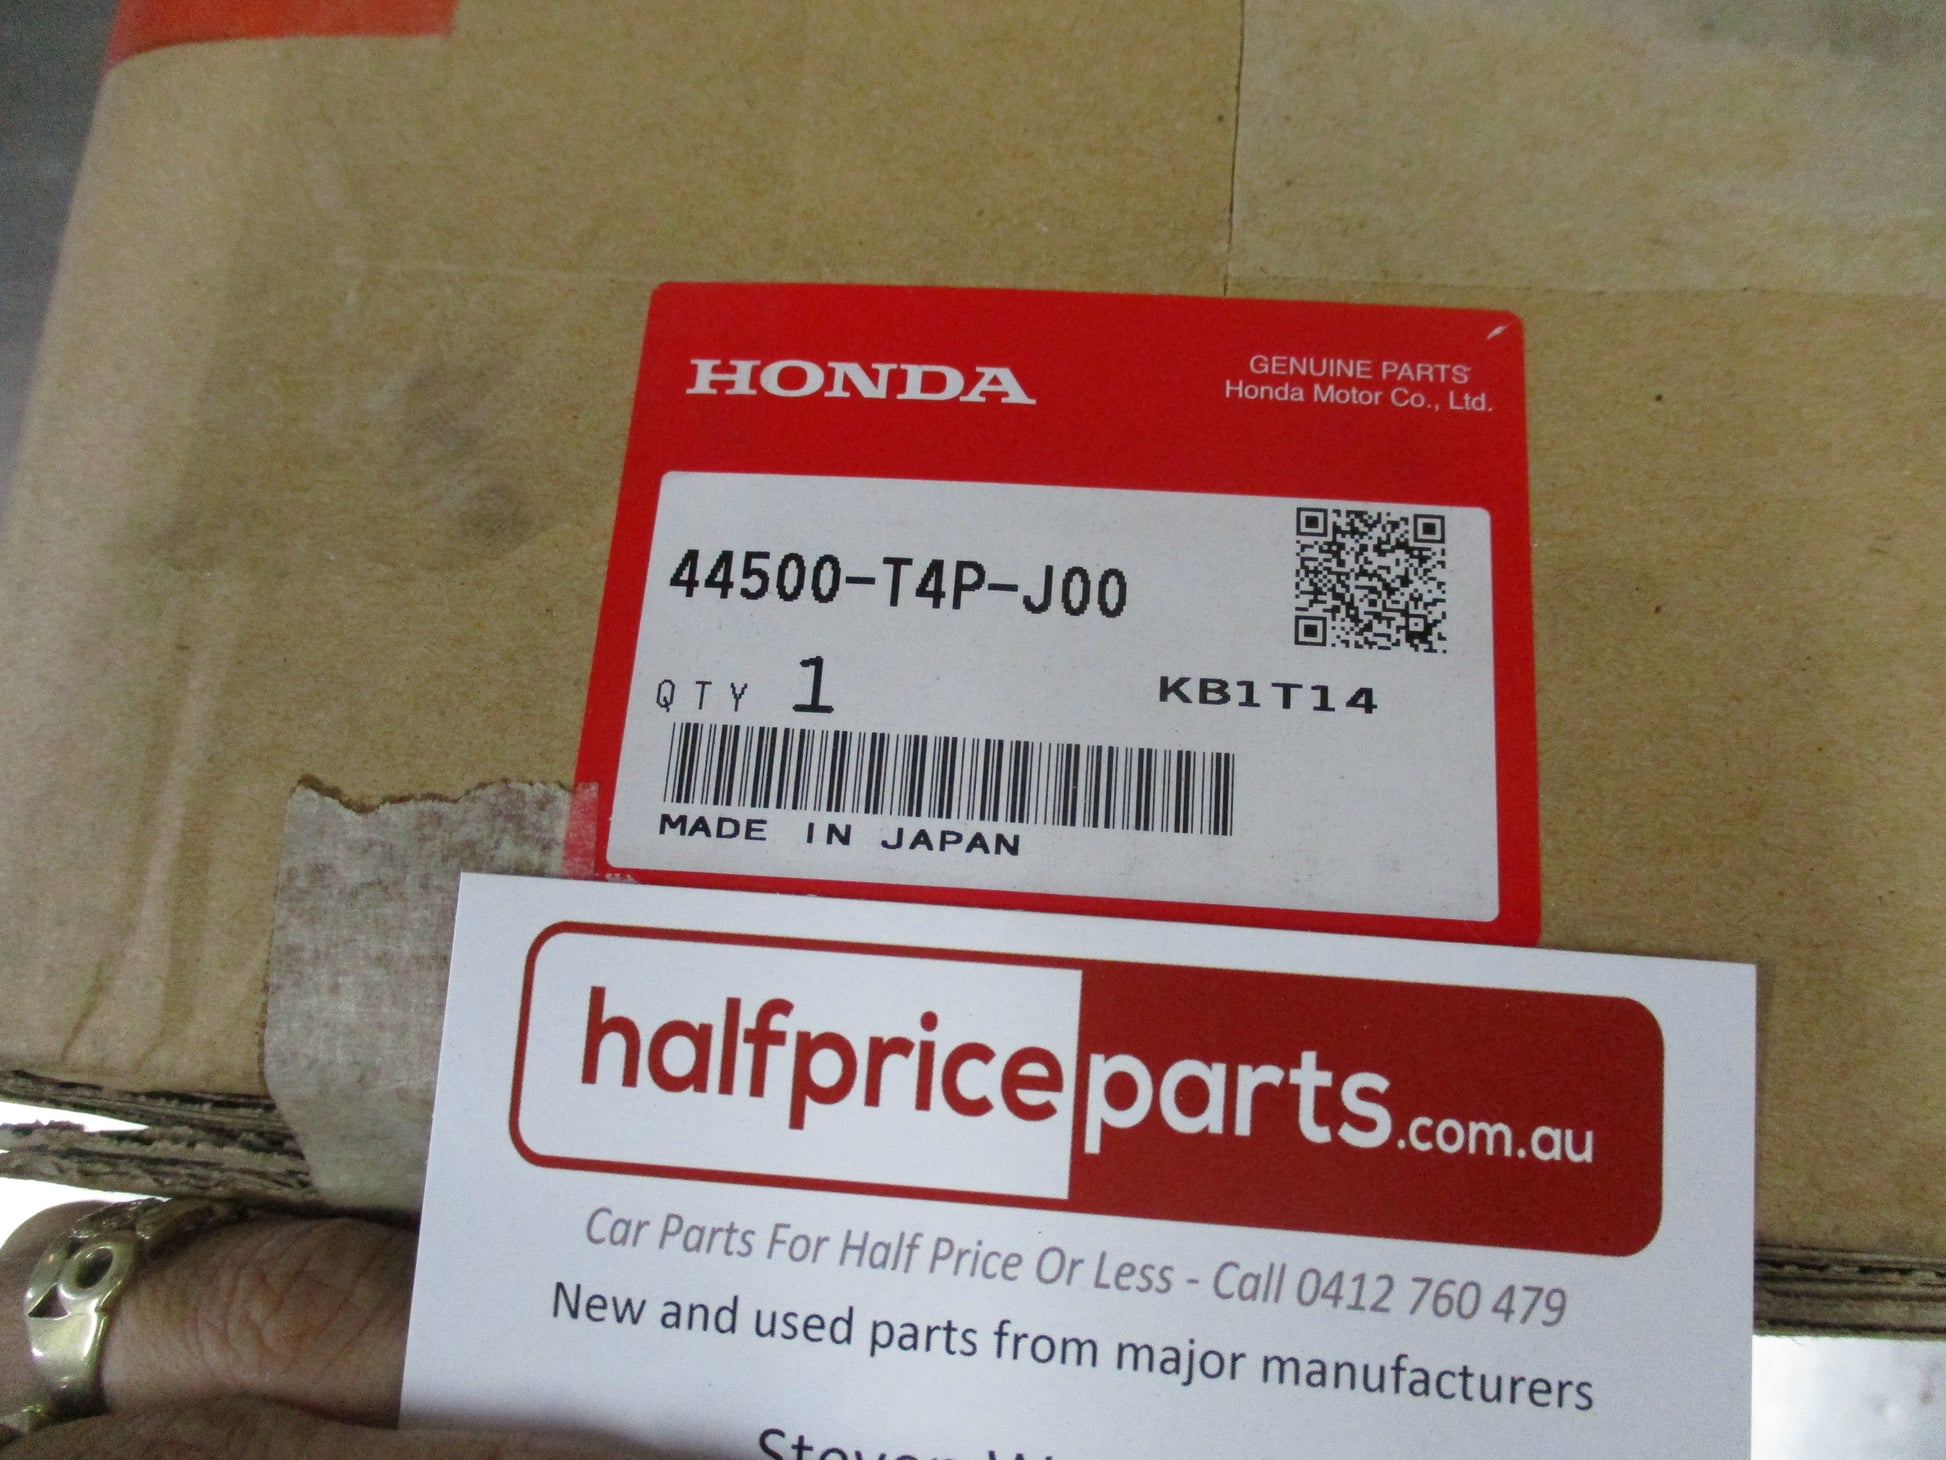 HONDA
GENUINE PARTS
Honda Motor Co., Ltd.
44500-T4P-J00
QTY 1
KB1T14
MADE IN JAPAN
halfpriceparts.com.au
Car Parts For Half Price Or Less - Call 0412 760 479
New and used parts from major manufacturers
Steven